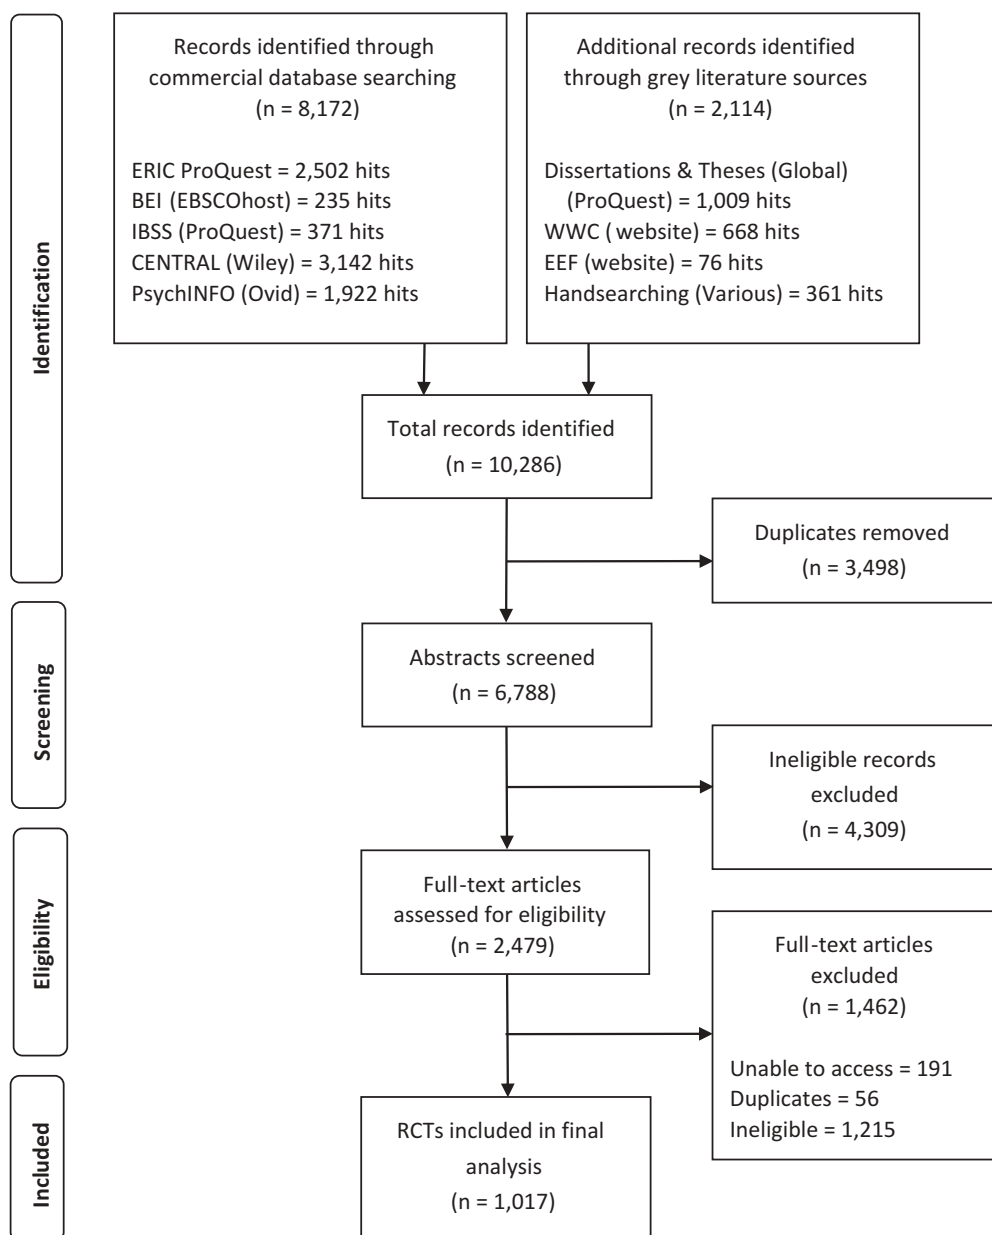 Identification
Records identified through
commercial database searching
(n = 8,172)
ERIC ProQuest = 2,502 hits
BEI (EBSCOhost) = 235 hits
IBSS (ProQuest) = 371 hits
CENTRAL (Wiley) = 3,142 hits
PsychINFO (Ovid) = 1,922 hits
Additional records identified
through grey literature sources
(n = 2,114)
Dissertations & Theses (Global)
(ProQuest) = 1,009 hits
WWC ( website) = 668 hits
EEF (website) = 76 hits
Handsearching (Various) = 361 hits
Total records identified
(n = 10,286)
Duplicates removed
(n = 3,498)
Screening
Abstracts screened
(n = 6,788)
Ineligible records
excluded
(n = 4,309)
Eligibility
Full-text articles
assessed for eligibility
(n = 2,479)
Full-text articles
excluded
(n = 1,462)
Unable to access = 191
Duplicates = 56
Ineligible = 1,215
Included
RCTs included in final
analysis
(n = 1,017)